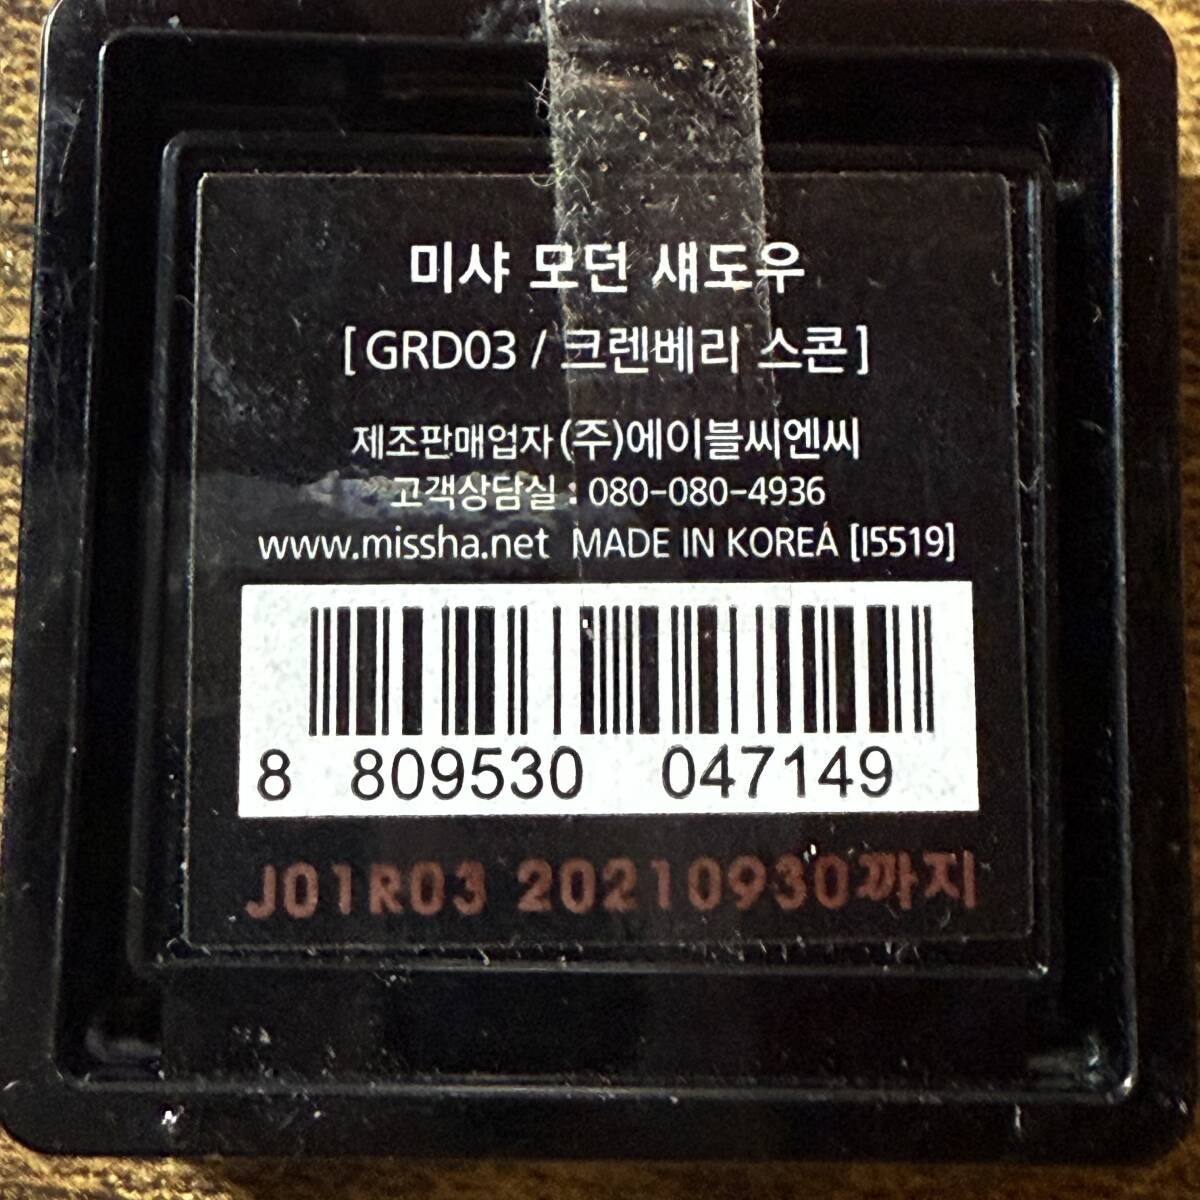 미샤 모던 섀도우
[ GRD03 / 크렌베리 스콘 ]
제조판매업자 (주)에이블씨엔씨
고객상담실 : 080-080-4936
www.missha.net MADE IN KOREA [I5519]
8 809530 047149
J01R03 20210930까지